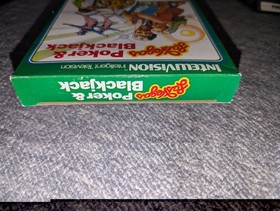 Las Vegas
Poker &
Blackjack
INTELLIVISION
Intelligent Television
Las Vegas
Poker &
Blackjack